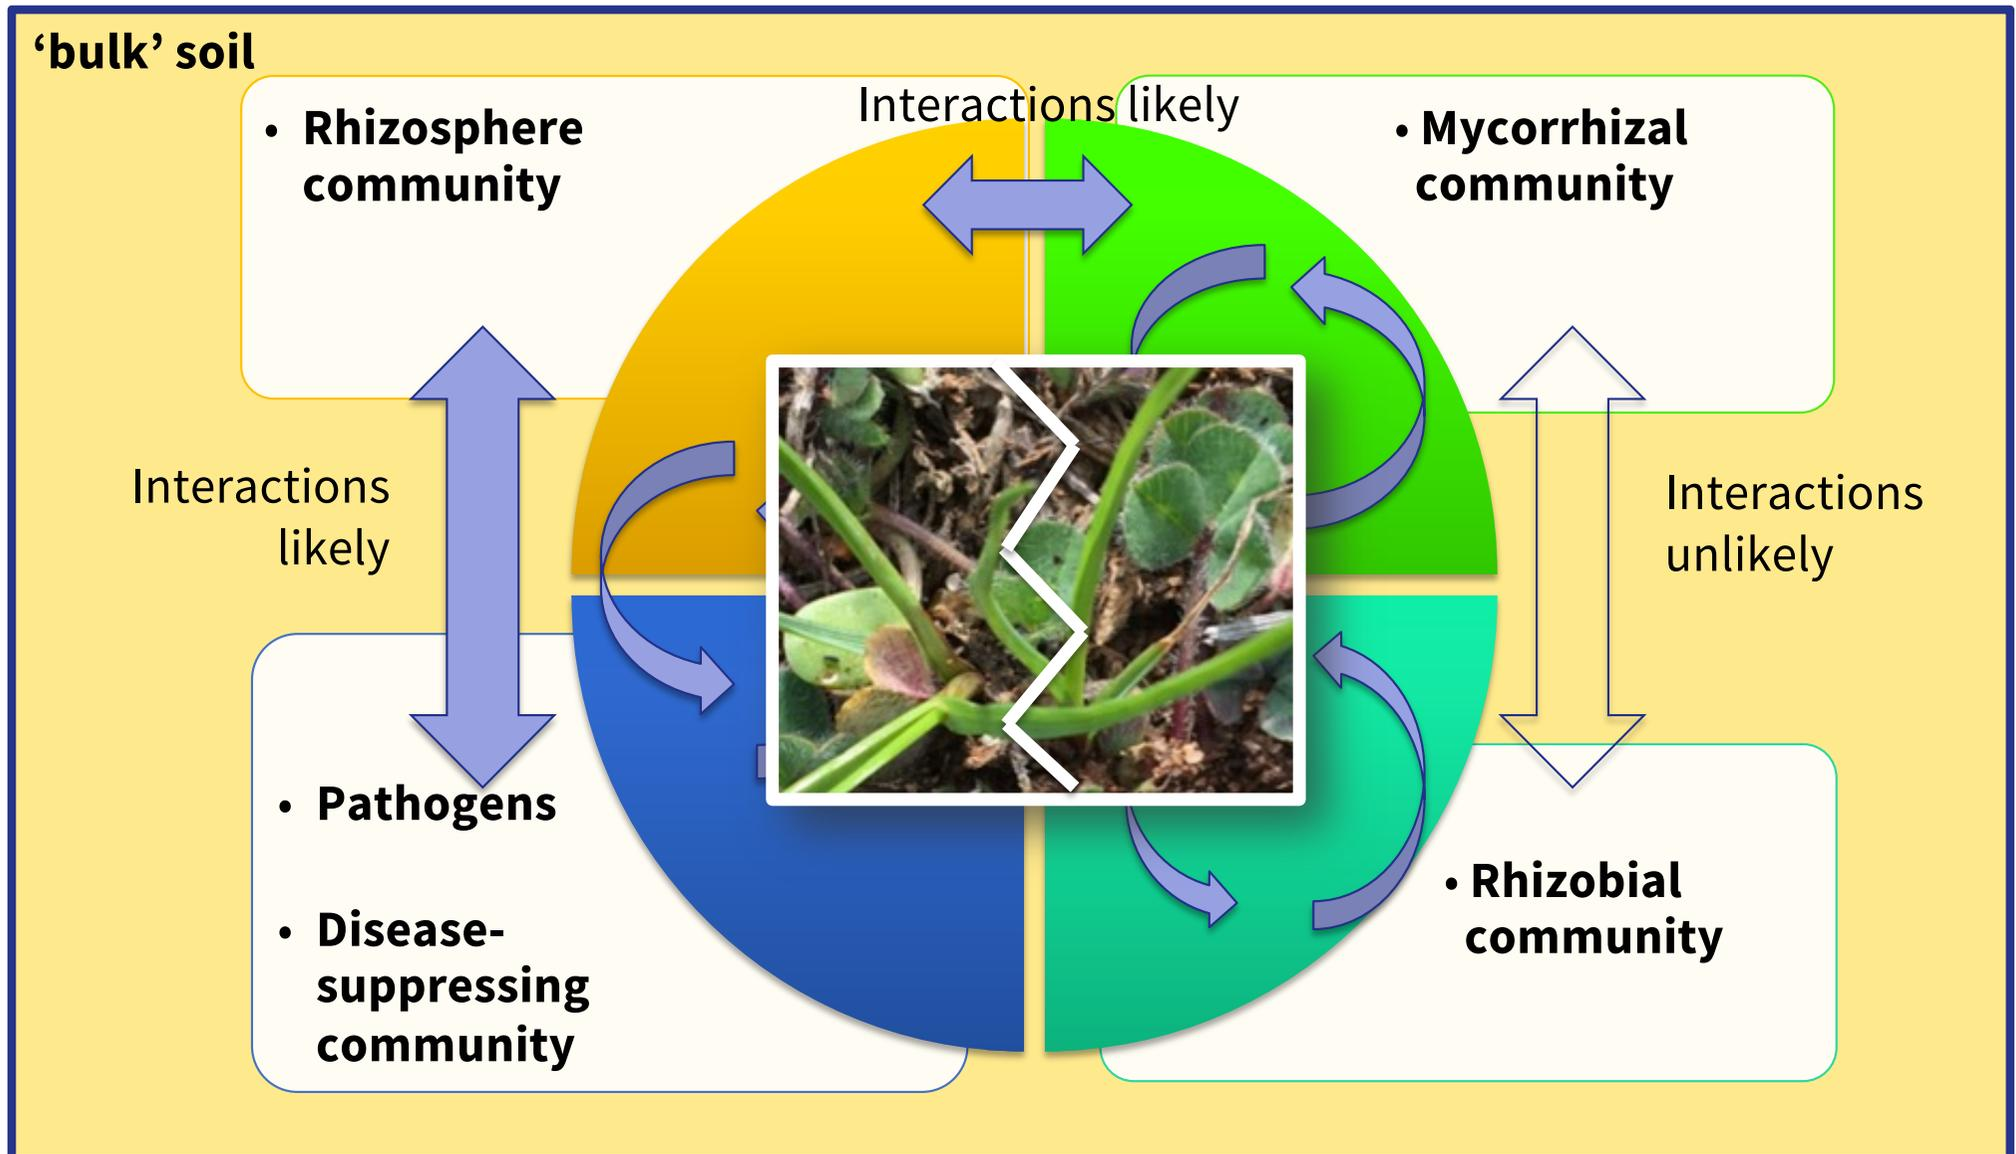 ‘bulk’ soil
Interactions likely
• Rhizosphere
community
• Mycorrhizal
community
Interactions
likely
Interactions
unlikely
• Pathogens
• Disease-
suppressing
community
• Rhizobial
community